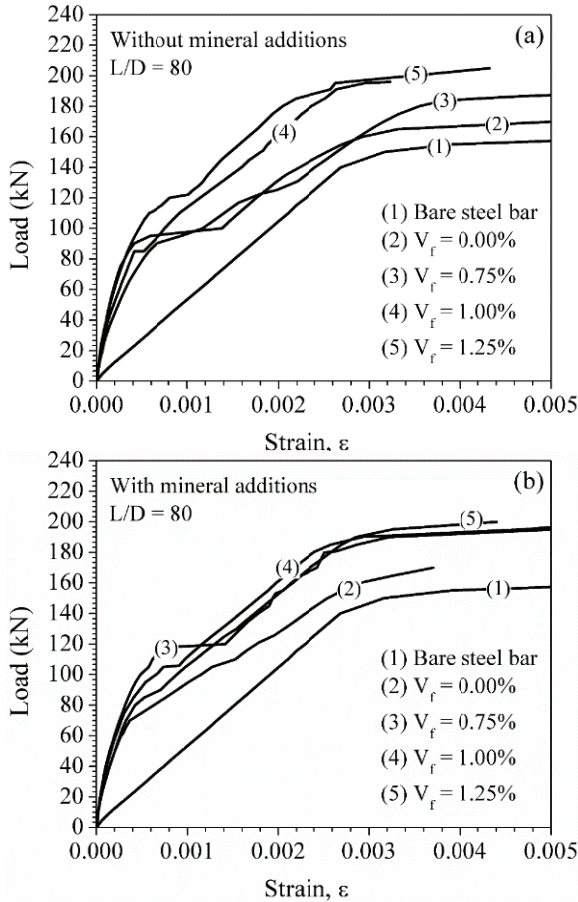 Without mineral additions
(a)
L/D = 80
240
220
200
180
160
140
120
100
80
60
40
20
0
Load (kN)
(5)
(3)
(4)
(2)
(1)
(1) Bare steel bar
(2) V_f = 0.00%
(3) V_f = 0.75%
(4) V_f = 1.00%
(5) V_f = 1.25%
0.000 0.001 0.002 0.003 0.004 0.005
Strain, ε
With mineral additions
(b)
L/D = 80
240
220
200
180
160
140
120
100
80
60
40
20
0
Load (kN)
(5)
(4)
(2)
(1)
(3)
(1) Bare steel bar
(2) V_f = 0.00%
(3) V_f = 0.75%
(4) V_f = 1.00%
(5) V_f = 1.25%
0.000 0.001 0.002 0.003 0.004 0.005
Strain, ε